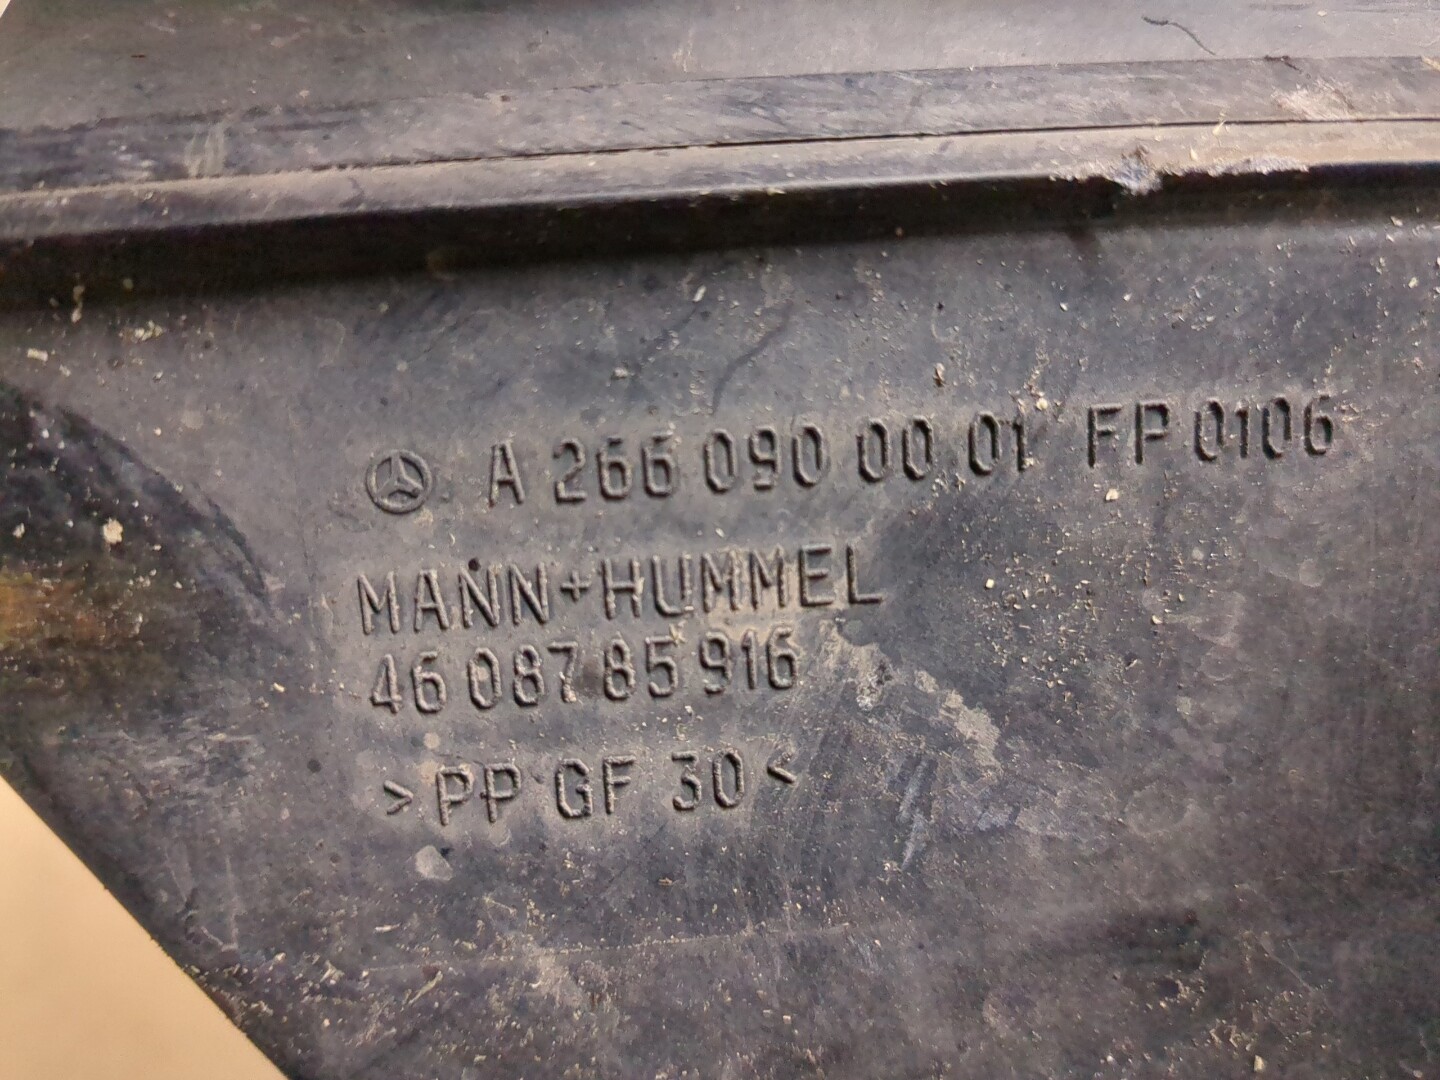 A 266 090 00 01 FP 0106
MANN+HUMMEL
46 087 85 916
>PP GF 30<